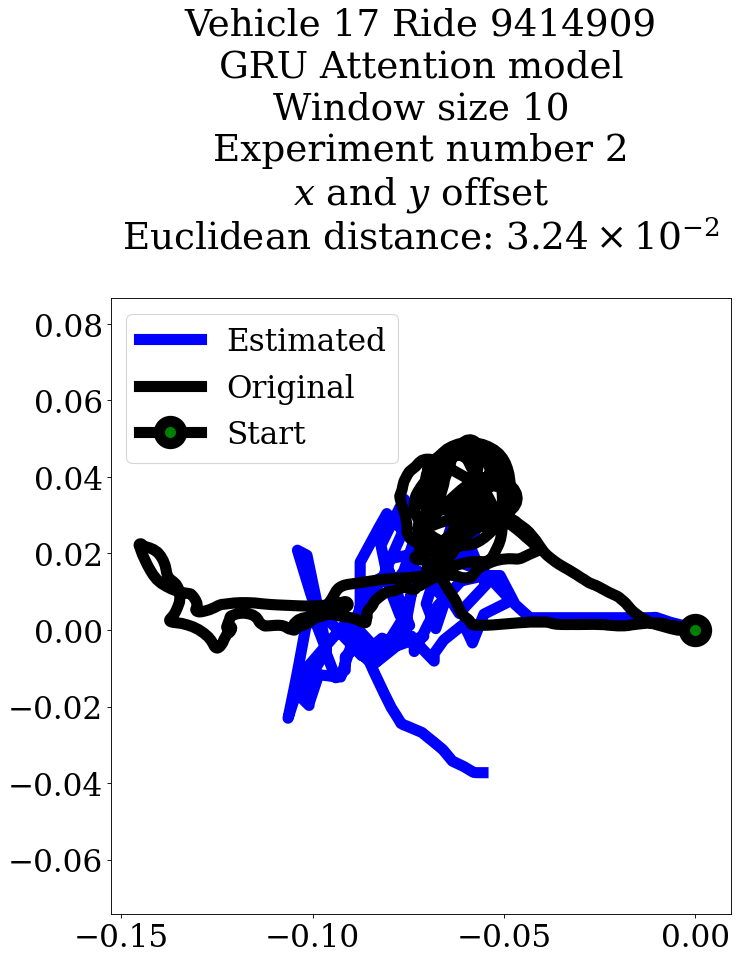 Vehicle 17 Ride 9414909
GRU Attention model
Window size 10
Experiment number 2
x and y offset
Euclidean distance: 3.24 × 10⁻²
Estimated
Original
Start
0.08
0.06
0.04
0.02
0.00
−0.02
−0.04
−0.06
−0.15
−0.10
−0.05
0.00